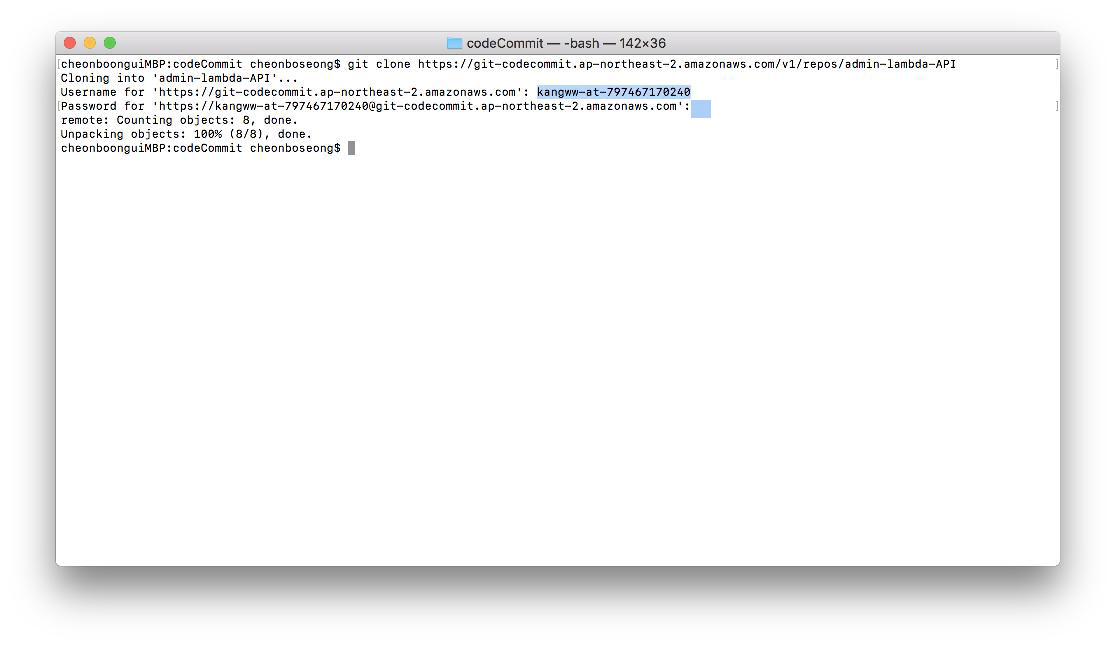 codeCommit — -bash — 142×36
[cheonboonguiMBP:codeCommit cheonboseong$ git clone https://git-codecommit.ap-northeast-2.amazonaws.com/v1/repos/admin-lambda-API ]
Cloning into 'admin-lambda-API'...
Username for 'https://git-codecommit.ap-northeast-2.amazonaws.com': kangww-at-797467170240
[Password for 'https://kangww-at-797467170240@git-codecommit.ap-northeast-2.amazonaws.com': ]
remote: Counting objects: 8, done.
Unpacking objects: 100% (8/8), done.
cheonboonguiMBP:codeCommit cheonboseong$